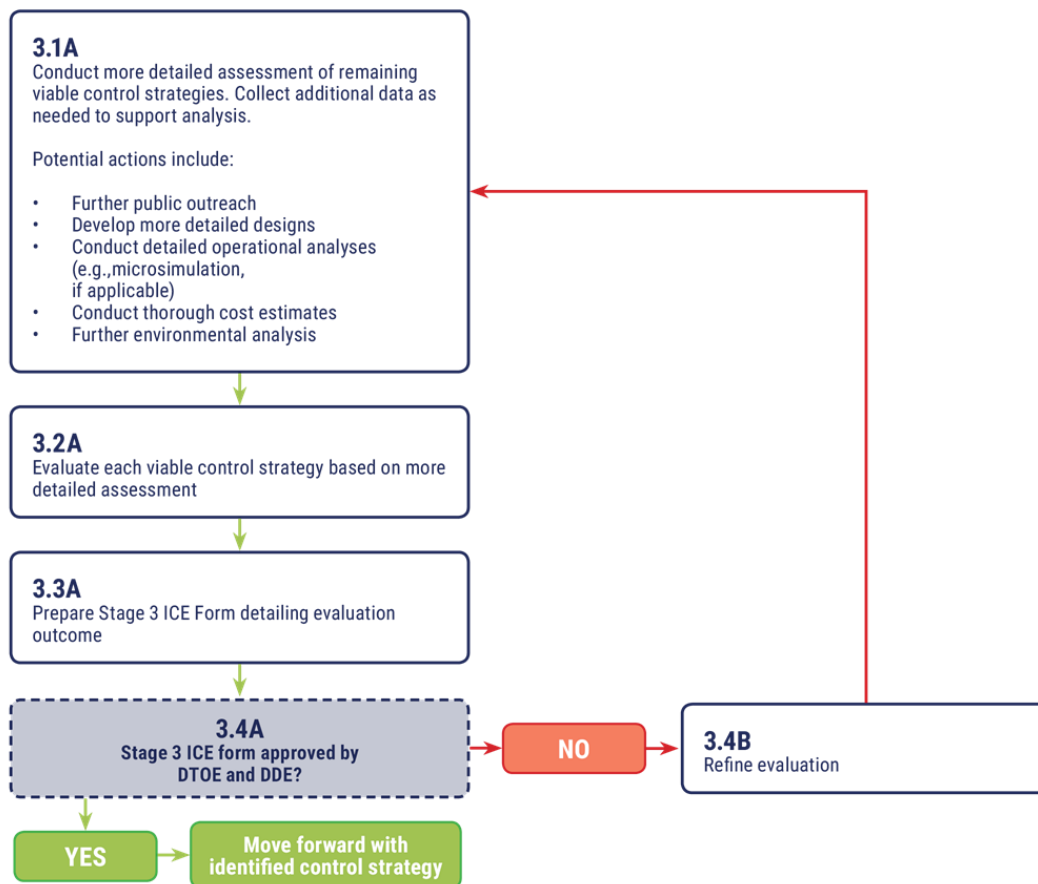 3.1A
Conduct more detailed assessment of remaining
viable control strategies. Collect additional data as
needed to support analysis.
Potential actions include:
• Further public outreach
• Develop more detailed designs
• Conduct detailed operational analyses
(e.g.,microsimulation,
if applicable)
• Conduct thorough cost estimates
• Further environmental analysis
3.2A
Evaluate each viable control strategy based on more
detailed assessment
3.3A
Prepare Stage 3 ICE Form detailing evaluation
outcome
3.4A
Stage 3 ICE form approved by
DTOE and DDE?
NO
3.4B
Refine evaluation
YES
Move forward with
identified control strategy